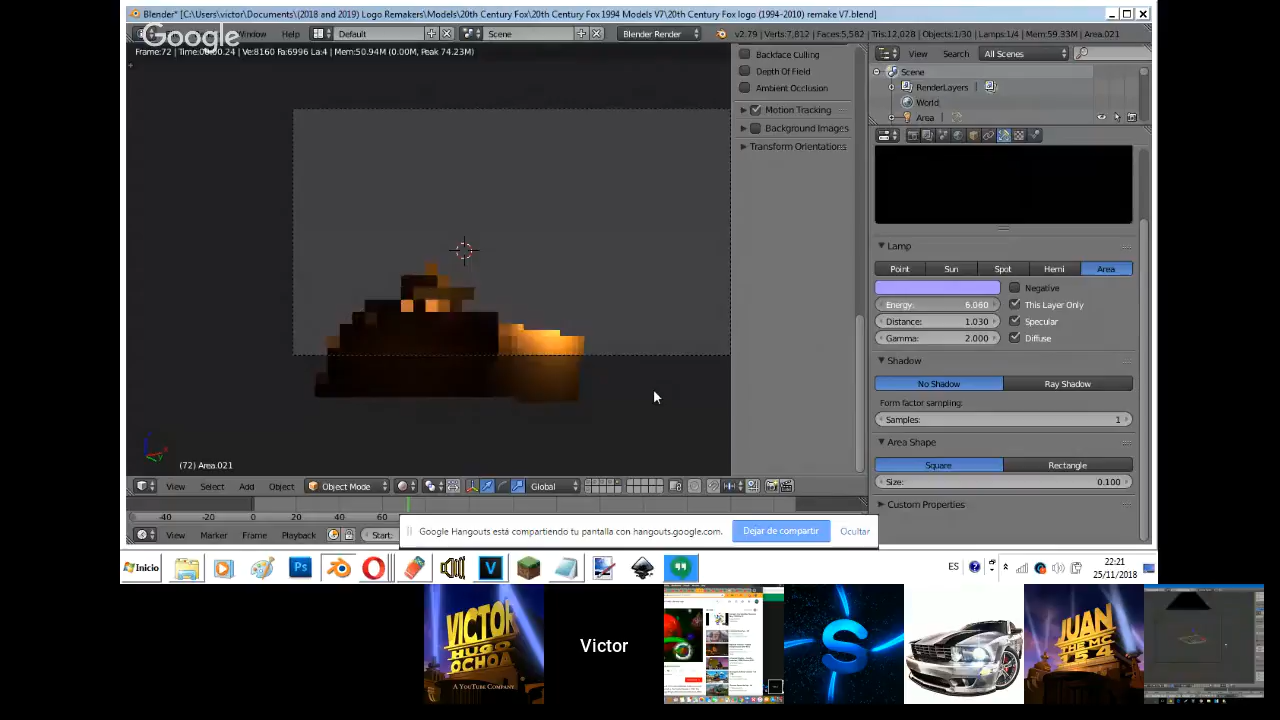 Blender* [C:\Users\victor\Documents\(2018 and 2019) Logo Remakers\Models\20th Century Fox\20th Century Fox 1994 Models V7\20th Century Fox logo (1994-2010) remake V7.blend]
Google
Window
Help
Default
Scene
Blender Render
v2.79 | Verts:7,812 | Faces:5,582 | Tris:12,028 | Objects:1/30 | Lamps:1/4 | Mem:59.33M | Area.021
Ve:8160 Fa:6996 La:4 | Mem:50.94M (0.00M, Peak 74.23M)
View
Search
All Scenes
Backface Culling
Depth Of Field
Ambient Occlusion
Motion Tracking
Background Images
Transform Orientations
Scene
RenderLayers
World
Area
Lamp
Point
Sun
Spot
Hemi
Area
Negative
Energy: 6.060
This Layer Only
Distance: 1.030
Specular
Gamma: 2.000
Diffuse
Shadow
No Shadow
Ray Shadow
Form factor sampling:
Samples: 1
Area Shape
Square
Rectangle
Size: 0.100
Custom Properties
(72) Area.021
View
Select
Add
Object
Object Mode
Global
-40
-20
0
20
40
60
View
Marker
Frame
Playback
Start:
Google Hangouts está compartiendo tu pantalla con hangouts.google.com.
Dejar de compartir
Ocultar
Inicio
Ps
V
ES
22:21
25/04/2018
VICTOR
A YOUTUBE COMPANY
Victor
S
JUAN